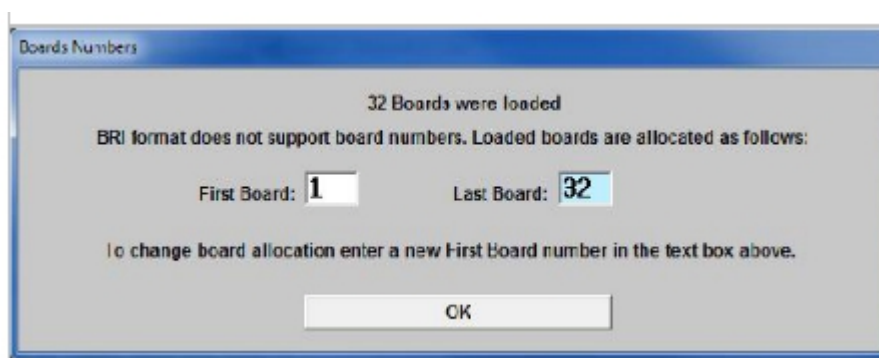 Boards Numbers
32 Boards were loaded
BRI format does not support board numbers. Loaded boards are allocated as follows:
First Board: 1 Last Board: 32
To change board allocation enter a new First Board number in the text box above.
OK